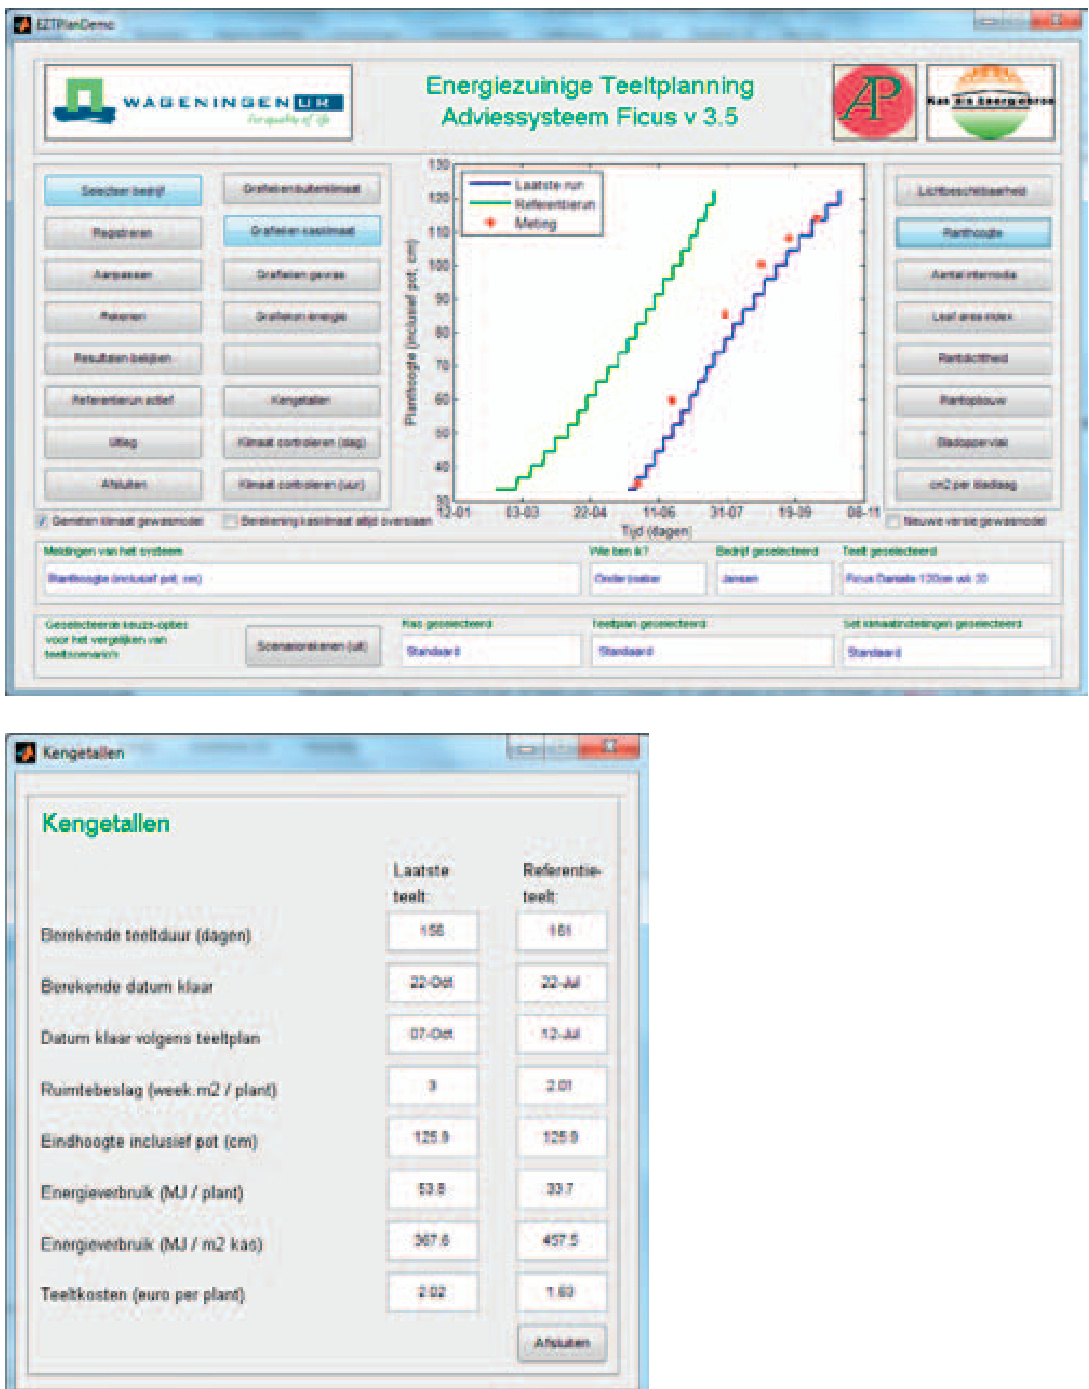 EZTPlanDemo
WAGENINGEN UR
For quality of life
Energiezuinige Teeltplanning
Adviessysteem Ficus v 3.5
AP
Kas als Energiebron
Selecteer bedrijf
Registreren
Aanpassen
Rekenen
Resultaten bekijken
Referentierun actief
Uitleg
Afsluiten
Grafieken buitenklimaat
Grafieken kasklimaat
Grafieken gewas
Grafieken energie
Kengetallen
Klimaat controleren (dag)
Klimaat controleren (uur)
Planthoogte (inclusief pot, cm)
130
120
110
100
90
80
70
60
50
40
30
Laatste run
Referentierun
Meting
12-01
03-03
22-04
11-06
31-07
19-09
08-11
Tijd (dagen)
Lichtbeschikbaarheid
Planthoogte
Aantal internodia
Leaf area index
Plantdichtheid
Plantopbouw
Bladoppervlak
cm2 per bladlaag
Gemeten klimaat gewasmodel
Berekening kasklimaat altijd overslaan
Nieuwe versie gewasmodel
Meldingen van het systeem
Wie ben ik?
Bedrijf geselecteerd
Teelt geselecteerd
Planthoogte (inclusief pot, cm)
Onderzoeker
Jansen
Ficus Danielle 120cm wk 20
Geselecteerde keuze-opties
voor het vergelijken van
teeltscenario's
Scenariorekenen (uit)
Kas geselecteerd
Teeltplan geselecteerd
Set klimaatinstellingen geselecteerd
Standaard
Standaard
Standaard
Kengetallen
Kengetallen
Laatste
teelt:
Referentie-
teelt:
Berekende teeltduur (dagen)
156
161
Berekende datum klaar
22-Oct
22-Jul
Datum klaar volgens teeltplan
07-Oct
12-Jul
Ruimtebeslag (week.m2 / plant)
3
2.01
Eindhoogte inclusief pot (cm)
125.9
125.9
Energieverbruik (MJ / plant)
53.8
33.7
Energieverbruik (MJ / m2 kas)
367.6
457.5
Teeltkosten (euro per plant)
2.02
1.63
Afsluiten